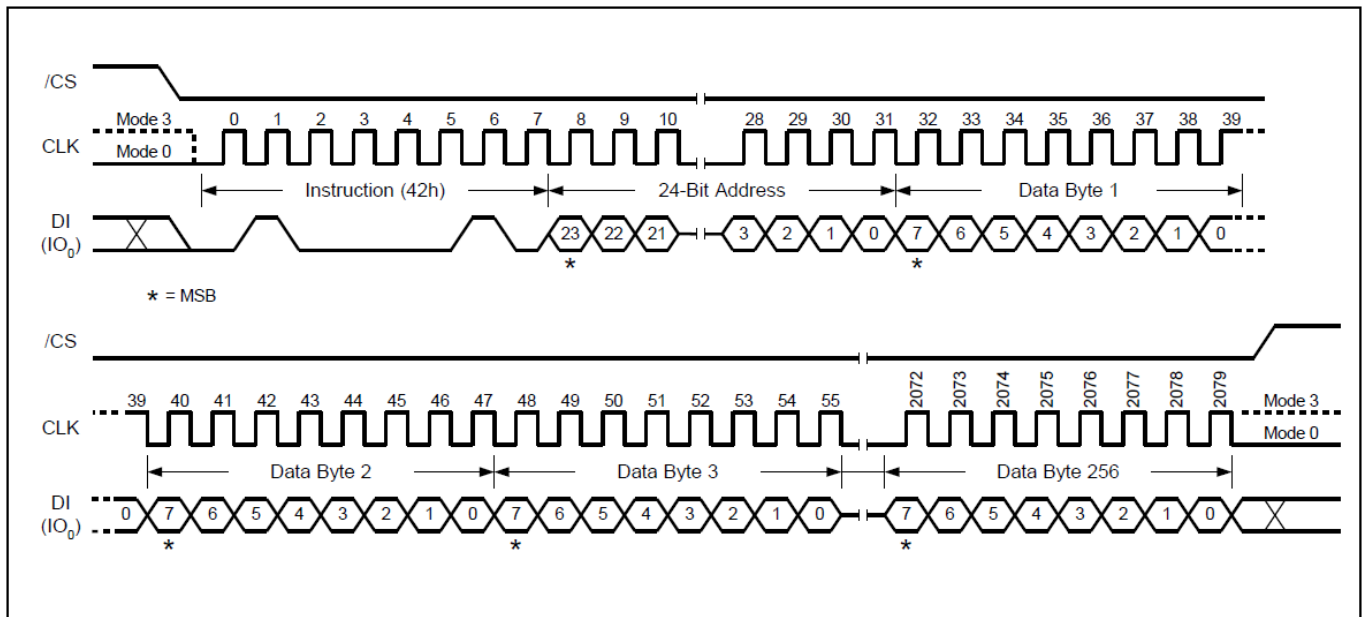 /CS
Mode 3 0 1 2 3 4 5 6 7 8 9 10 28 29 30 31 32 33 34 35 36 37 38 39
CLK
Mode 0
Instruction (42h) 24-Bit Address Data Byte 1
DI
(IO0) 23 22 21 3 2 1 0 7 6 5 4 3 2 1 0
* *
* = MSB
/CS
39 40 41 42 43 44 45 46 47 48 49 50 51 52 53 54 55 2072 2073 2074 2075 2076 2077 2078 2079 Mode 3
CLK
Mode 0
Data Byte 2 Data Byte 3 Data Byte 256
DI
(IO0) 0 7 6 5 4 3 2 1 0 7 6 5 4 3 2 1 0 7 6 5 4 3 2 1 0
* * *